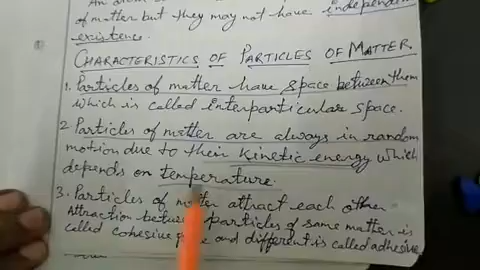 An atom
of matter but they may not have independent
existence.
CHARACTERISTICS OF PARTICLES OF MATTER
1. Particles of matter have space between them
which is called interparticular space.
2 Particles of matter are always in random
motion due to their kinetic energy which
depends on temperature.
3. Particles of matter attract each other
Attraction between particles of same matter is
called cohesive and different is called adhesive